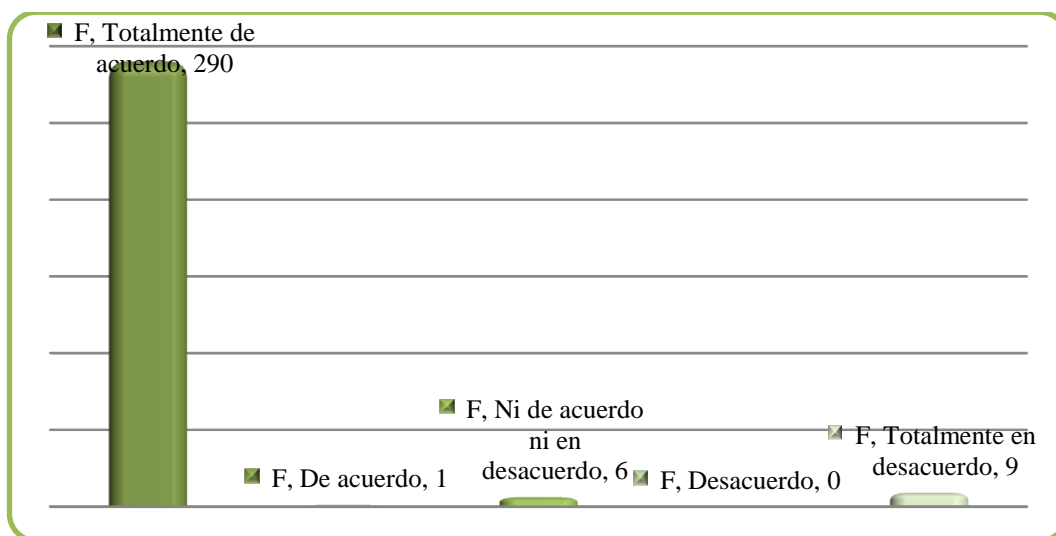 F, Totalmente de
acuerdo, 290
F, De acuerdo, 1
F, Ni de acuerdo
ni en
desacuerdo, 6
F, Desacuerdo, 0
F, Totalmente en
desacuerdo, 9